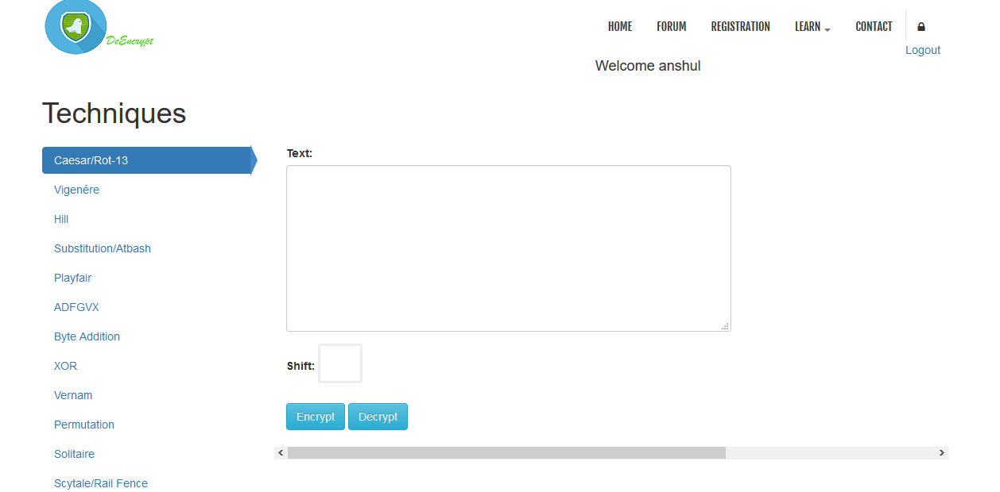 DeEncrypt
HOME FORUM REGISTRATION LEARN CONTACT
Logout
Welcome anshul
Techniques
Caesar/Rot-13
Vigenére
Hill
Substitution/Atbash
Playfair
ADFGVX
Byte Addition
XOR
Vernam
Permutation
Solitaire
Scytale/Rail Fence
Text:
Shift:
Encrypt Decrypt